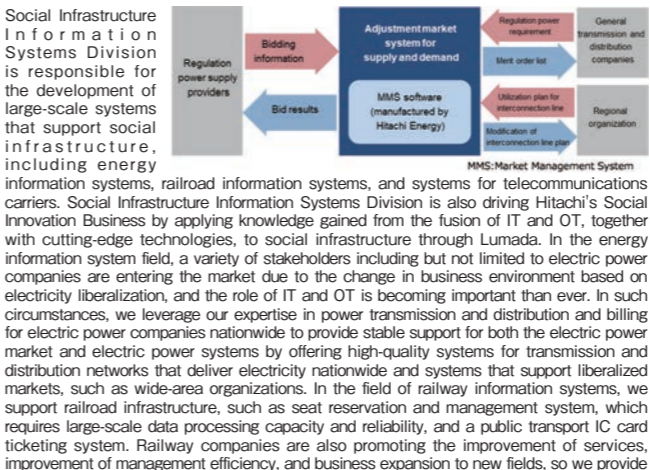 Social Infrastructure
Information
Systems Division
is responsible for
the development of
large-scale systems
that support social
infrastructure,
including energy
Regulation
power supply
providers
Bidding
information
Bid results
Adjustment market
system for
supply and demand
MMS software
(manufactured by
Hitachi Energy)
Regulation power
requirement
Merit order list
Utilization plan for
interconnection line
Modification of
interconnection line plan
General
transmission and
distribution
companies
Regional
organization
MMS:Market Management System
information systems, railroad information systems, and systems for telecommunications
carriers. Social Infrastructure Information Systems Division is also driving Hitachi's Social
Innovation Business by applying knowledge gained from the fusion of IT and OT, together
with cutting-edge technologies, to social infrastructure through Lumada. In the energy
information system field, a variety of stakeholders including but not limited to electric power
companies are entering the market due to the change in business environment based on
electricity liberalization, and the role of IT and OT is becoming important than ever. In such
circumstances, we leverage our expertise in power transmission and distribution and billing
for electric power companies nationwide to provide stable support for both the electric power
market and electric power systems by offering high-quality systems for transmission and
distribution networks that deliver electricity nationwide and systems that support liberalized
markets, such as wide-area organizations. In the field of railway information systems, we
support railroad infrastructure, such as seat reservation and management system, which
requires large-scale data processing capacity and reliability, and a public transport IC card
ticketing system. Railway companies are also promoting the improvement of services,
improvement of management efficiency, and business expansion to new fields, so we provide